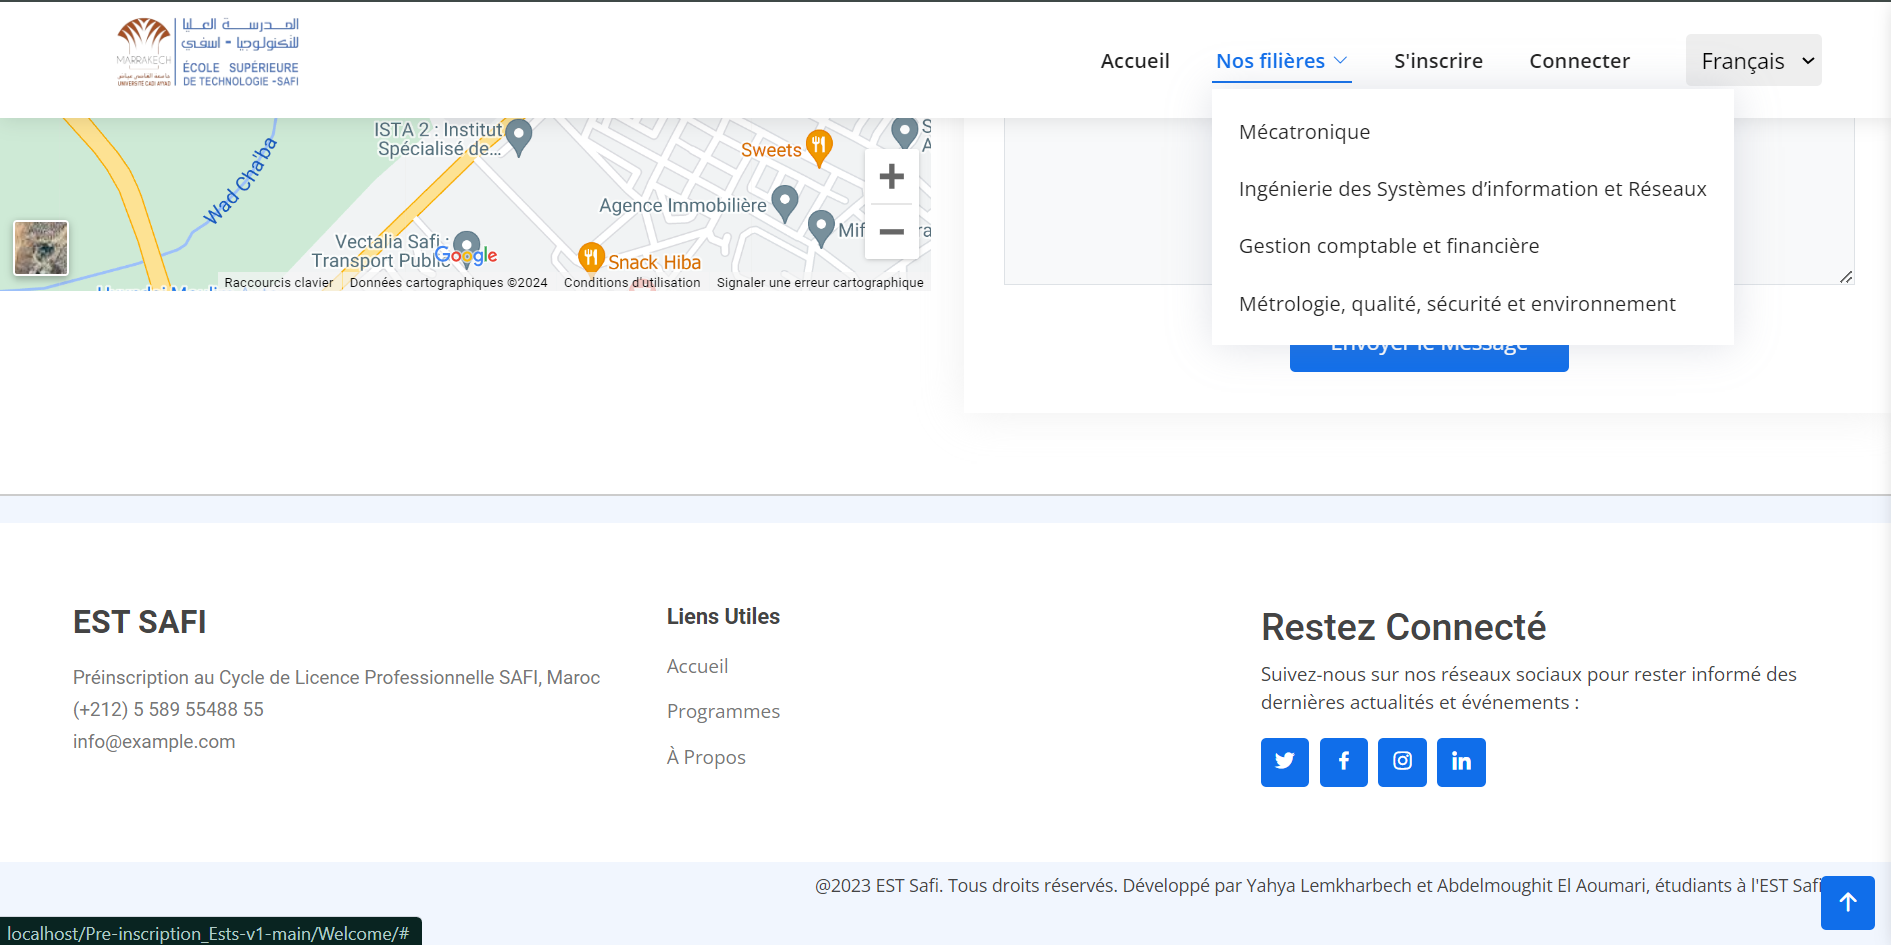 المدرسة العليا
للتكنولوجيا - اسفي
MARRAKECH
ÉCOLE SUPÉRIEURE
DE TECHNOLOGIE -SAFI
UNIVERSITE CADI AYYAD
Accueil
Nos filières
S'inscrire
Connecter
Français
Mécatronique
Ingénierie des Systèmes d’information et Réseaux
Gestion comptable et financière
Métrologie, qualité, sécurité et environnement
ISTA 2 : Institut
Spécialisé de...
Sweets
Wad Cha'ba
Agence Immobilière
Vectalia Safi :
Transport Public
Google
Snack Hiba
Raccourcis clavier
Données cartographiques ©2024
Conditions d'utilisation
Signaler une erreur cartographique
Envoyer le Message
EST SAFI
Préinscription au Cycle de Licence Professionnelle SAFI, Maroc
(+212) 5 589 55488 55
info@example.com
Liens Utiles
Accueil
Programmes
À Propos
Restez Connecté
Suivez-nous sur nos réseaux sociaux pour rester informé des
dernières actualités et événements :
@2023 EST Safi. Tous droits réservés. Développé par Yahya Lemkharbech et Abdelmoughit El Aoumari, étudiants à l'EST Safi
localhost/Pre-inscription_Ests-v1-main/Welcome/#